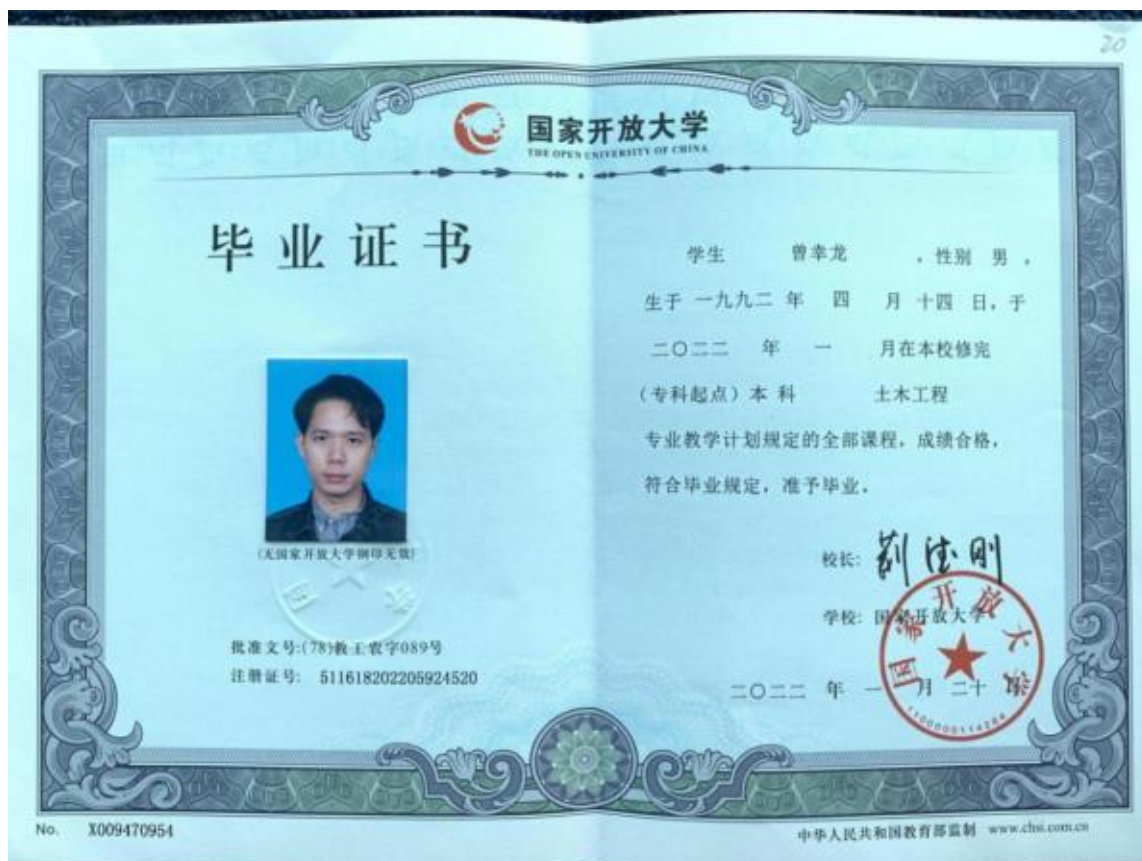 20
国家开放大学
THE OPEN UNIVERSITY OF CHINA
毕业证书
(无国家开放大学钢印无效)
批准文号:(78)教工农字089号
注册证号: 511618202205924520
学生 曾幸龙 , 性别 男 ,
生于 一九九二 年 四 月 十四 日, 于
二〇二二 年 一 月在本校修完
(专科起点) 本科 土木工程
专业教学计划规定的全部课程, 成绩合格,
符合毕业规定, 准予毕业。
校长:
学校: 国家开放大学
二〇二二 年 一 月 二十 日
国家开放大学
1100000114284
No. X009470954
中华人民共和国教育部监制 www.chsi.com.cn